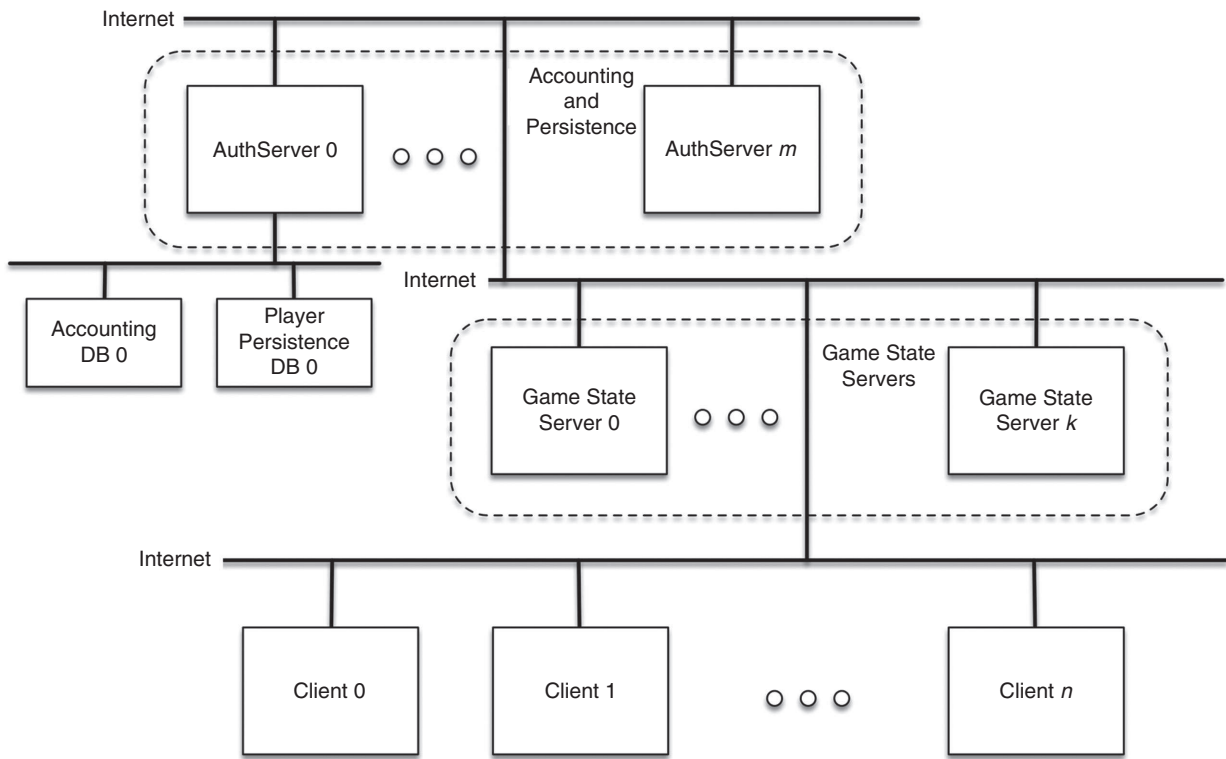 Internet
Accounting
and
Persistence
AuthServer 0
AuthServer m
Internet
Accounting
DB 0
Player
Persistence
DB 0
Game State
Servers
Game State
Server 0
Game State
Server k
Internet
Client 0
Client 1
Client n